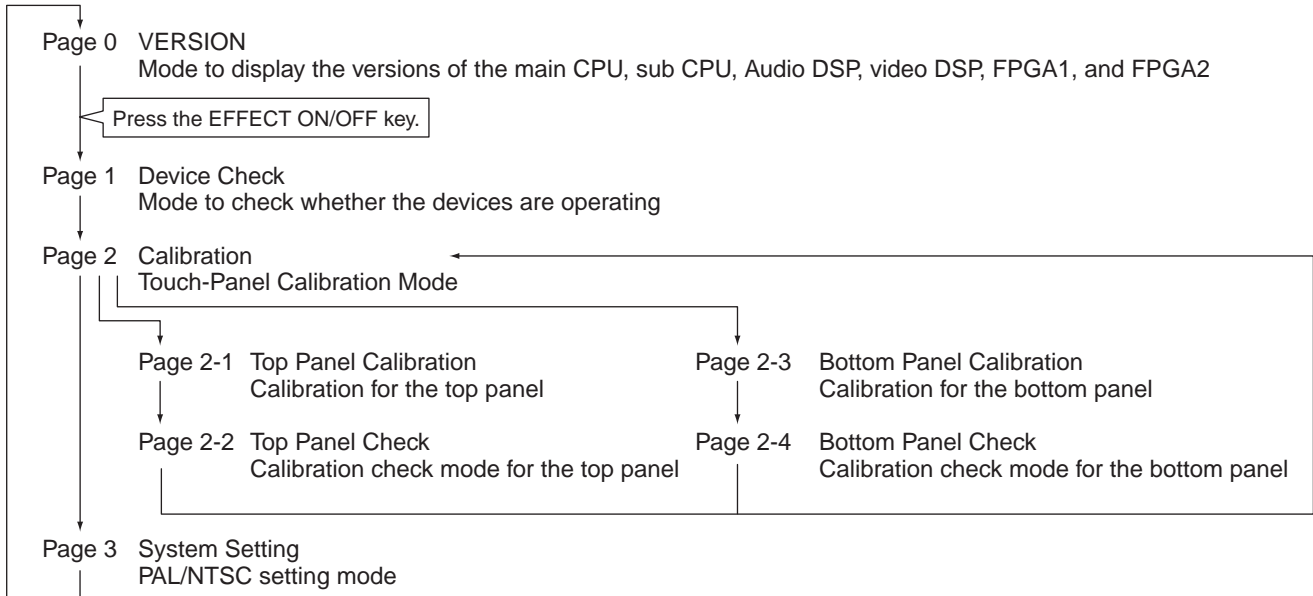 Page 0 VERSION
Mode to display the versions of the main CPU, sub CPU, Audio DSP, video DSP, FPGA1, and FPGA2
Press the EFFECT ON/OFF key.
Page 1 Device Check
Mode to check whether the devices are operating
Page 2 Calibration
Touch-Panel Calibration Mode
Page 2-1 Top Panel Calibration
Calibration for the top panel
Page 2-3 Bottom Panel Calibration
Calibration for the bottom panel
Page 2-2 Top Panel Check
Calibration check mode for the top panel
Page 2-4 Bottom Panel Check
Calibration check mode for the bottom panel
Page 3 System Setting
PAL/NTSC setting mode